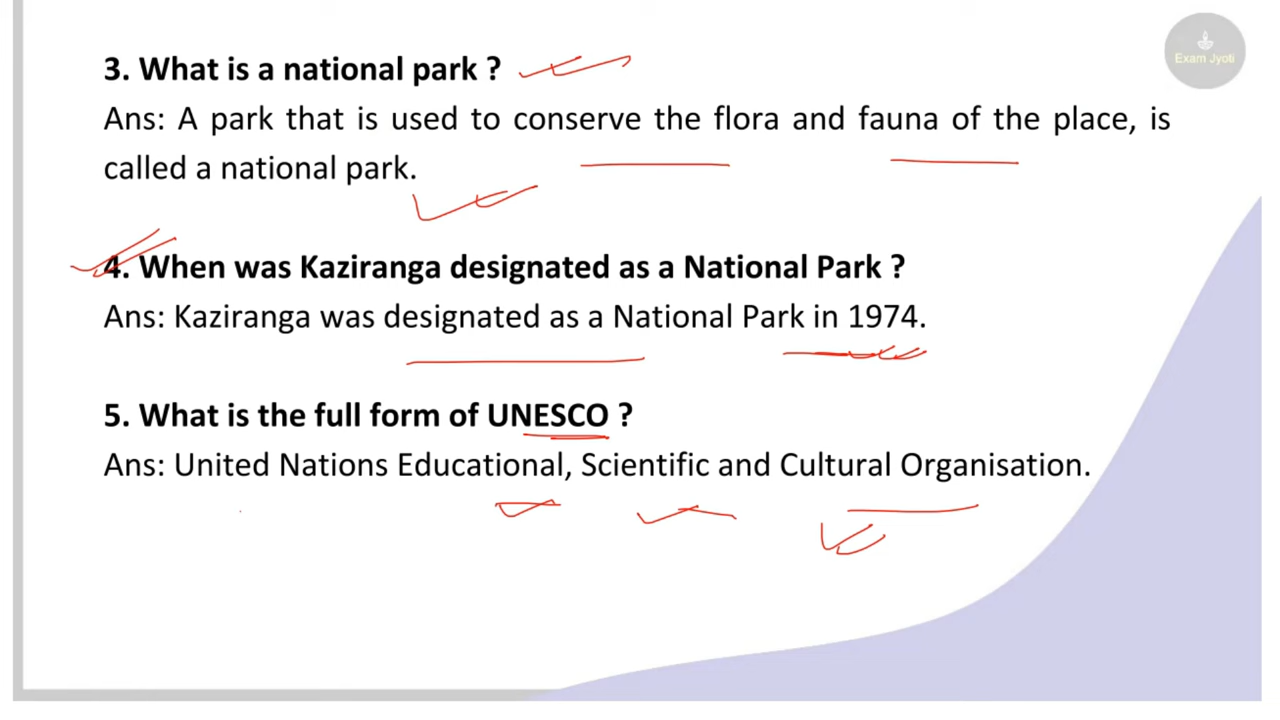 Exam Jyoti
3. What is a national park ?
Ans: A park that is used to conserve the flora and fauna of the place, is
called a national park.
4. When was Kaziranga designated as a National Park ?
Ans: Kaziranga was designated as a National Park in 1974.
5. What is the full form of UNESCO ?
Ans: United Nations Educational, Scientific and Cultural Organisation.